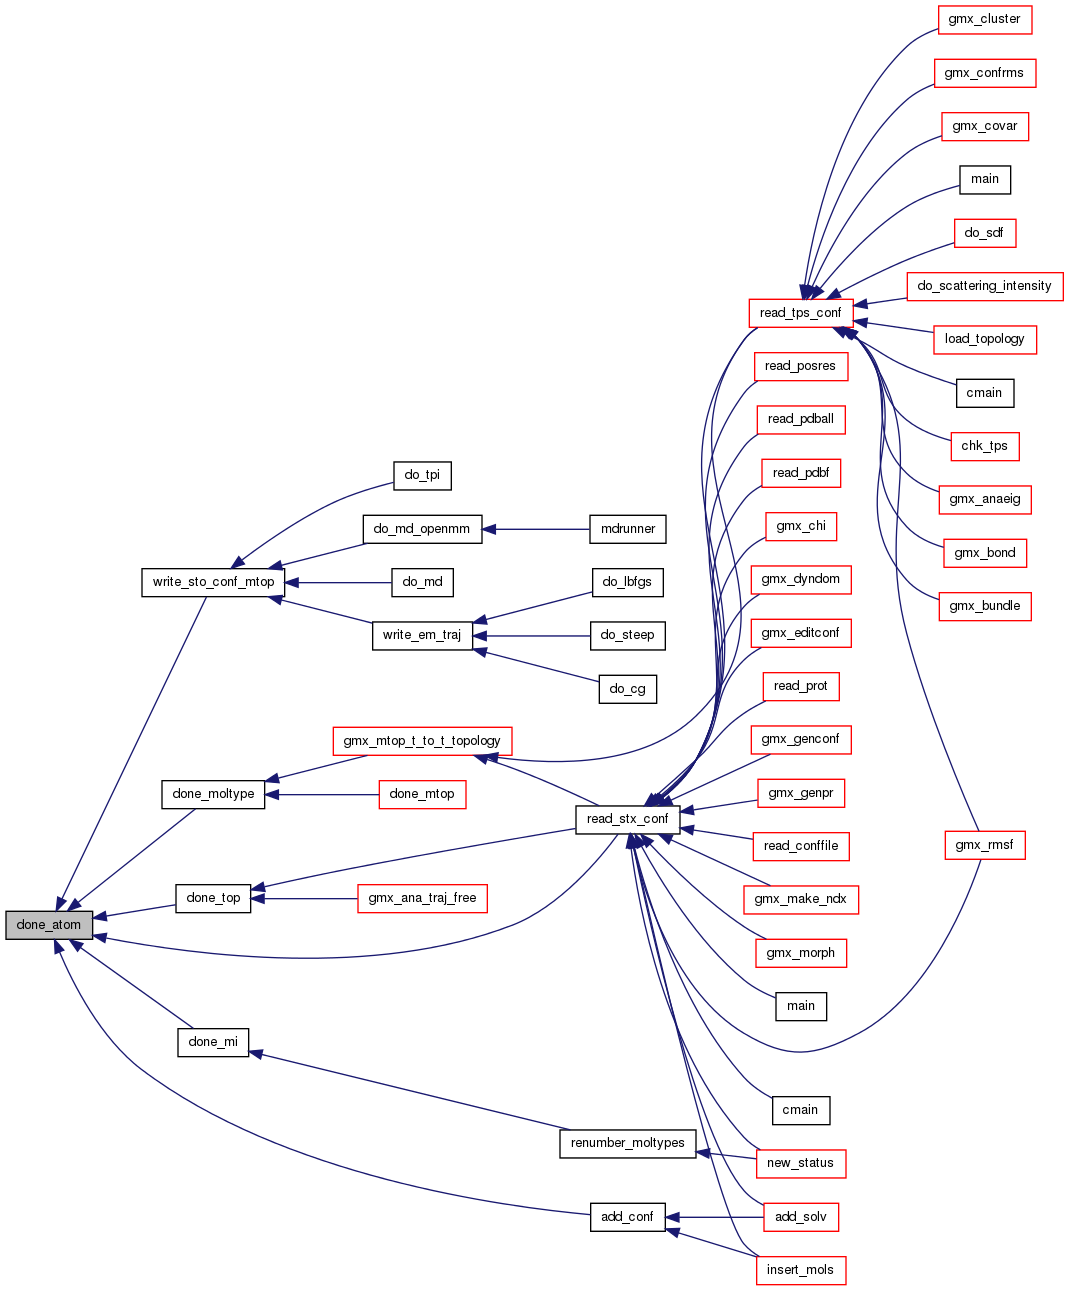 gmx_cluster
gmx_confrms
gmx_covar
main
do_sdf
do_scattering_intensity
read_tps_conf
load_topology
read_posres
cmain
read_pdball
chk_tps
do_tpi
read_pdbf
gmx_anaeig
do_md_openmm
mdrunner
gmx_chi
gmx_bond
write_sto_conf_mtop
do_md
do_lbfgs
gmx_dyndom
gmx_bundle
write_em_traj
do_steep
gmx_editconf
do_cg
read_prot
gmx_mtop_t_to_t_topology
gmx_genconf
done_moltype
done_mtop
gmx_genpr
read_stx_conf
read_conffile
gmx_rmsf
done_top
gmx_ana_traj_free
gmx_make_ndx
done_atom
gmx_morph
main
done_mi
cmain
renumber_moltypes
new_status
add_conf
add_solv
insert_mols